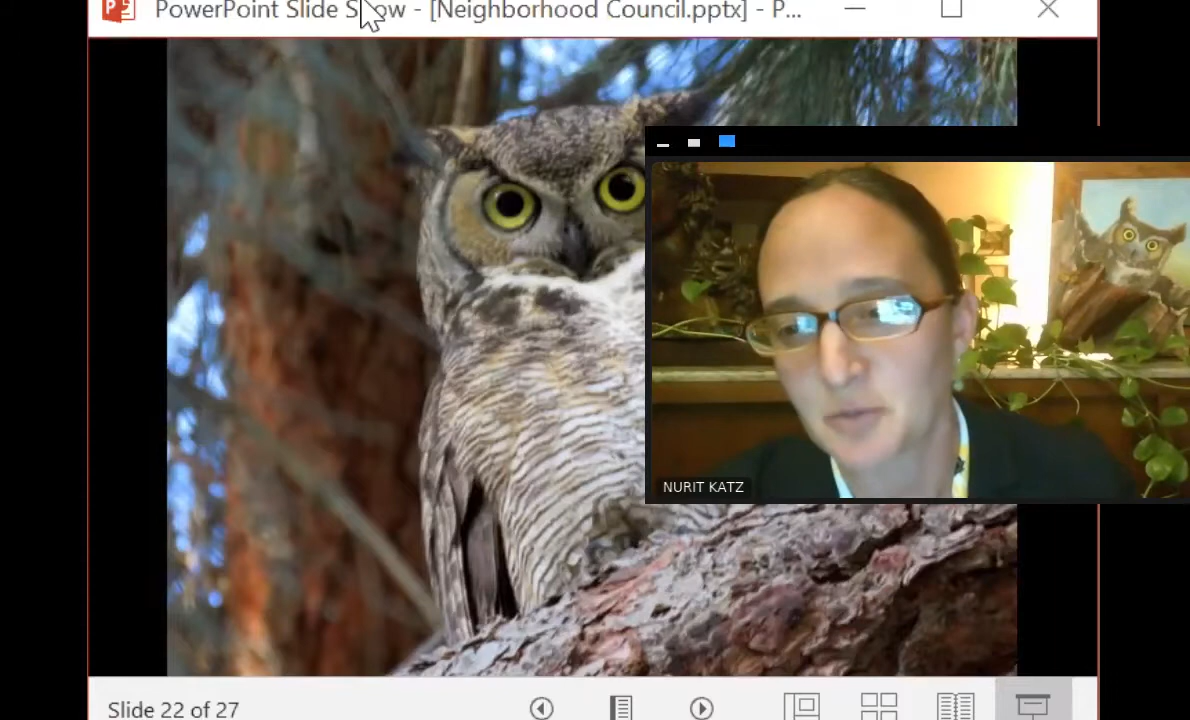 PowerPoint Slide Show - [Neighborhood Council.pptx] - P...
NURIT KATZ
Slide 22 of 27